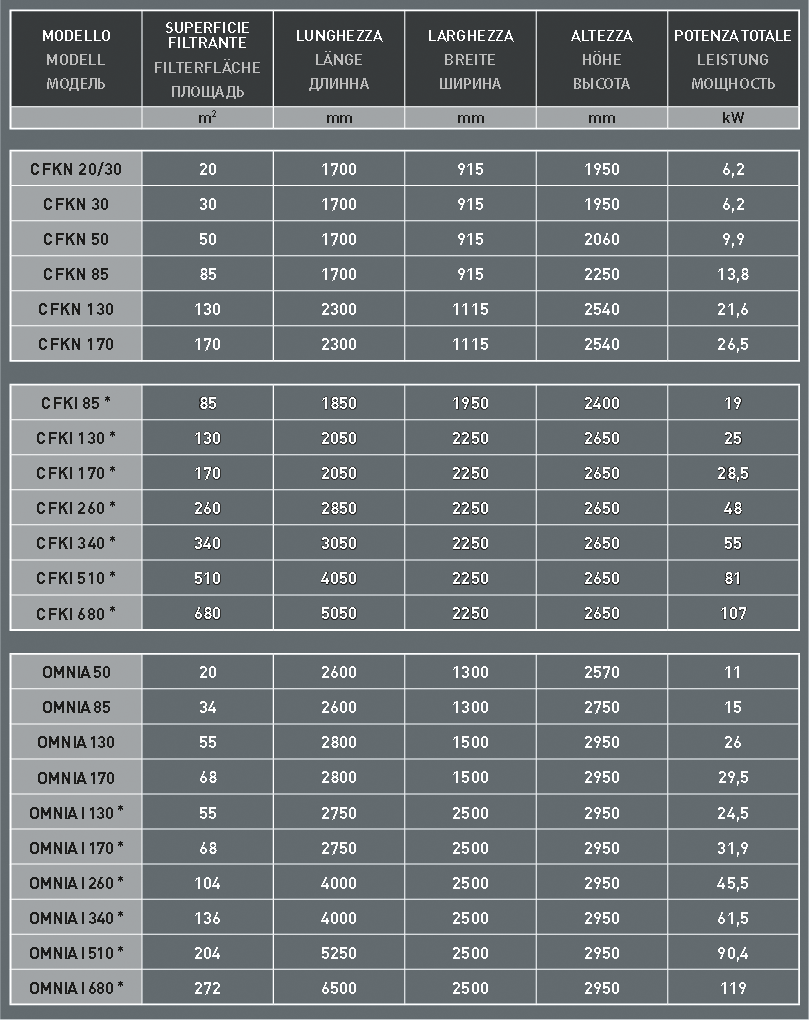 MODELLO SUPERFICIE FILTRANTE LUNGHEZZA LARGHEZZA ALTEZZA POTENZA TOTALE
MODELL FILTERFLÄCHE LÄNGE BREITE HÖHE LEISTUNG
МОДЕЛЬ ПЛОЩАДЬ ДЛИННА ШИРИНА ВЫСОТА МОЩНОСТЬ
m² mm mm mm kW
CFKN 20/30 20 1700 915 1950 6,2
CFKN 30 30 1700 915 1950 6,2
CFKN 50 50 1700 915 2060 9,9
CFKN 85 85 1700 915 2250 13,8
CFKN 130 130 2300 1115 2540 21,6
CFKN 170 170 2300 1115 2540 26,5
CFKI 85 * 85 1850 1950 2400 19
CFKI 130 * 130 2050 2250 2650 25
CFKI 170 * 170 2050 2250 2650 28,5
CFKI 260 * 260 2850 2250 2650 48
CFKI 340 * 340 3050 2250 2650 55
CFKI 510 * 510 4050 2250 2650 81
CFKI 680 * 680 5050 2250 2650 107
OMNIA 50 20 2600 1300 2570 11
OMNIA 85 34 2600 1300 2750 15
OMNIA 130 55 2800 1500 2950 26
OMNIA 170 68 2800 1500 2950 29,5
OMNIA I 130 * 55 2750 2500 2950 24,5
OMNIA I 170 * 68 2750 2500 2950 31,9
OMNIA I 260 * 104 4000 2500 2950 45,5
OMNIA I 340 * 136 4000 2500 2950 61,5
OMNIA I 510 * 204 5250 2500 2950 90,4
OMNIA I 680 * 272 6500 2500 2950 119